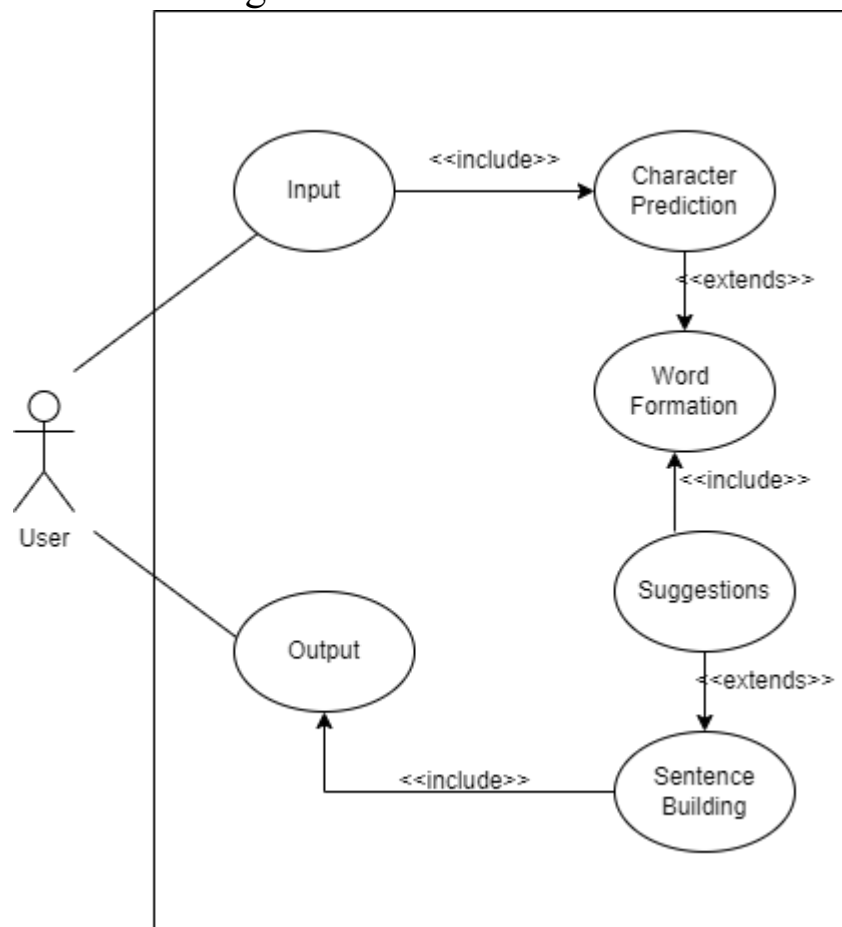 Input
<<include>>
Character
Prediction
<<extends>>
Word
Formation
<<include>>
User
Suggestions
Output
<<extends>>
<<include>>
Sentence
Building